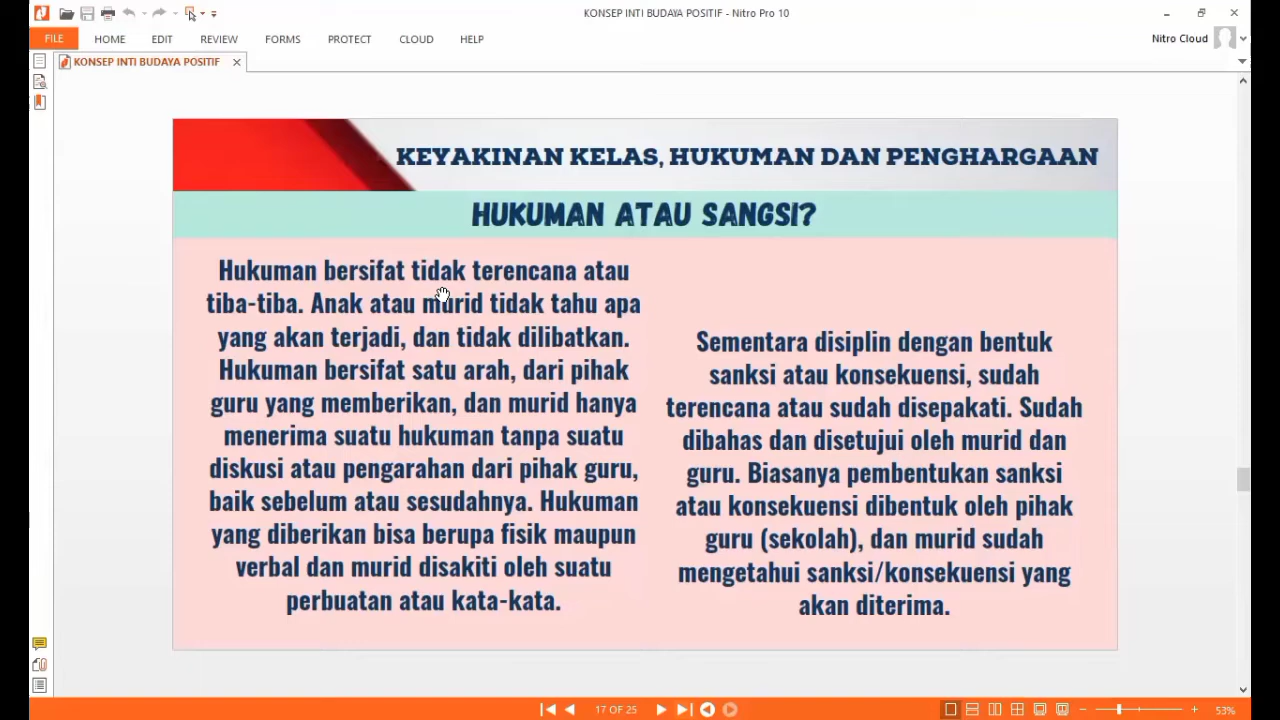 KONSEP INTI BUDAYA POSITIF - Nitro Pro 10
FILE HOME EDIT REVIEW FORMS PROTECT CLOUD HELP
Nitro Cloud
KONSEP INTI BUDAYA POSITIF
KEYAKINAN KELAS, HUKUMAN DAN PENGHARGAAN
HUKUMAN ATAU SANGSI?
Hukuman bersifat tidak terencana atau
tiba-tiba. Anak atau murid tidak tahu apa
yang akan terjadi, dan tidak dilibatkan.
Hukuman bersifat satu arah, dari pihak
guru yang memberikan, dan murid hanya
menerima suatu hukuman tanpa suatu
diskusi atau pengarahan dari pihak guru,
baik sebelum atau sesudahnya. Hukuman
yang diberikan bisa berupa fisik maupun
verbal dan murid disakiti oleh suatu
perbuatan atau kata-kata.
Sementara disiplin dengan bentuk
sanksi atau konsekuensi, sudah
terencana atau sudah disepakati. Sudah
dibahas dan disetujui oleh murid dan
guru. Biasanya pembentukan sanksi
atau konsekuensi dibentuk oleh pihak
guru (sekolah), dan murid sudah
mengetahui sanksi/konsekuensi yang
akan diterima.
17 OF 25
53%